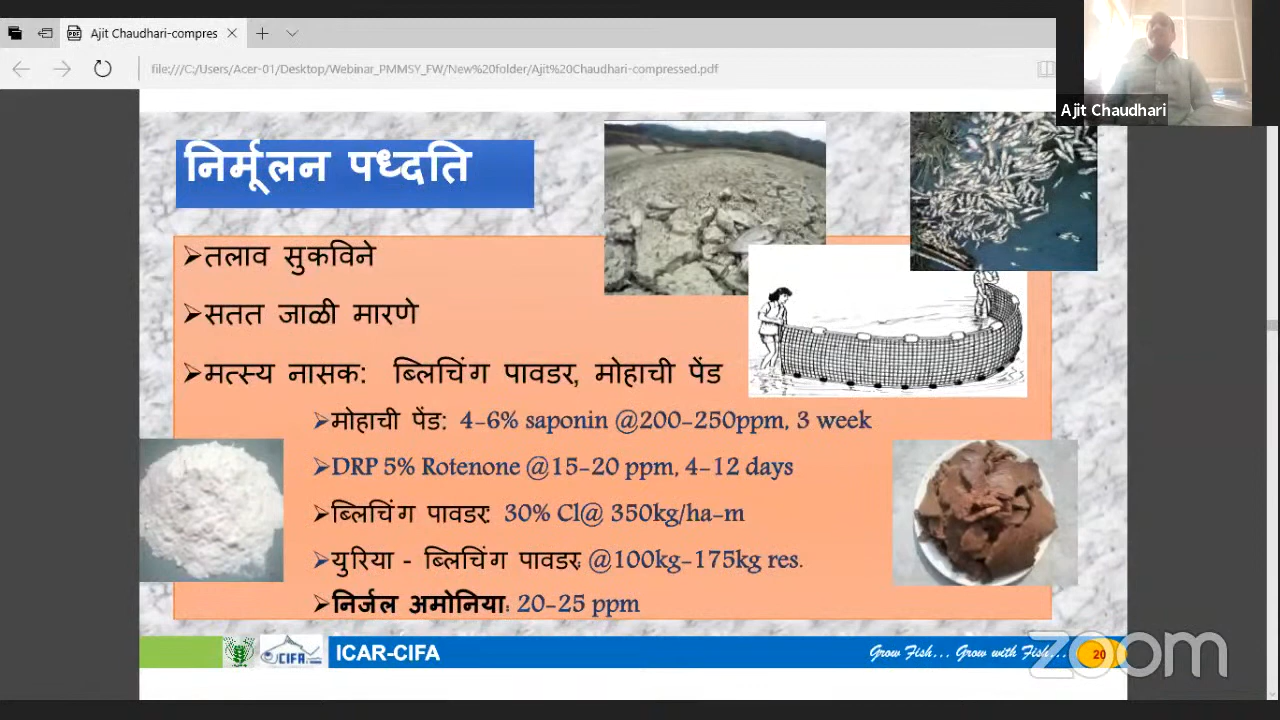 Ajit Chaudhari-compres
file:///C:/Users/Acer-01/Desktop/Webinar_PMMSY_FW/New%20folder/Ajit%20Chaudhari-compressed.pdf
Ajit Chaudhari
निर्मूलन पध्दति
➢तलाव सुकविने
➢सतत जाळी मारणे
➢मत्स्य नासक: ब्लिचिंग पावडर, मोहाची पेंड
➢मोहाची पेंड: 4-6% saponin @200-250ppm, 3 week
➢DRP 5% Rotenone @15-20 ppm, 4-12 days
➢ब्लिचिंग पावडर: 30% Cl@ 350kg/ha-m
➢युरिया - ब्लिचिंग पावडर: @100kg-175kg res.
➢निर्जल अमोनिया: 20-25 ppm
CIFA
ICAR-CIFA
Grow Fish... Grow with Fish...
20
zoom